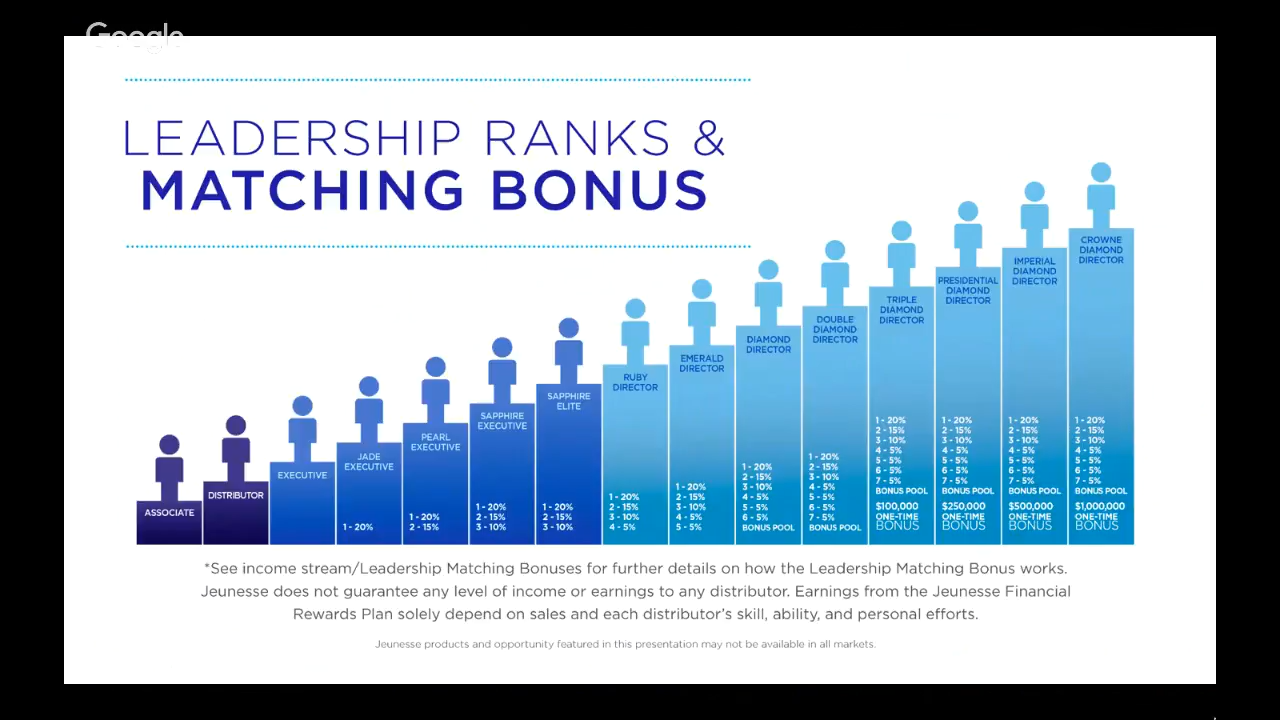 Google
LEADERSHIP RANKS &
MATCHING BONUS
ASSOCIATE
DISTRIBUTOR
EXECUTIVE
JADE
EXECUTIVE
1 - 20%
PEARL
EXECUTIVE
1 - 20%
2 - 15%
SAPPHIRE
EXECUTIVE
1 - 20%
2 - 15%
3 - 10%
SAPPHIRE
ELITE
1 - 20%
2 - 15%
3 - 10%
RUBY
DIRECTOR
1 - 20%
2 - 15%
3 - 10%
4 - 5%
EMERALD
DIRECTOR
1 - 20%
2 - 15%
3 - 10%
4 - 5%
5 - 5%
DIAMOND
DIRECTOR
1 - 20%
2 - 15%
3 - 10%
4 - 5%
5 - 5%
6 - 5%
BONUS POOL
DOUBLE
DIAMOND
DIRECTOR
1 - 20%
2 - 15%
3 - 10%
4 - 5%
5 - 5%
6 - 5%
7 - 5%
BONUS POOL
TRIPLE
DIAMOND
DIRECTOR
1 - 20%
2 - 15%
3 - 10%
4 - 5%
5 - 5%
6 - 5%
7 - 5%
BONUS POOL
$100,000
ONE-TIME
BONUS
PRESIDENTIAL
DIAMOND
DIRECTOR
1 - 20%
2 - 15%
3 - 10%
4 - 5%
5 - 5%
6 - 5%
7 - 5%
BONUS POOL
$250,000
ONE-TIME
BONUS
IMPERIAL
DIAMOND
DIRECTOR
1 - 20%
2 - 15%
3 - 10%
4 - 5%
5 - 5%
6 - 5%
7 - 5%
BONUS POOL
$500,000
ONE-TIME
BONUS
CROWNE
DIAMOND
DIRECTOR
1 - 20%
2 - 15%
3 - 10%
4 - 5%
5 - 5%
6 - 5%
7 - 5%
BONUS POOL
$1,000,000
ONE-TIME
BONUS
*See income stream/Leadership Matching Bonuses for further details on how the Leadership Matching Bonus works.
Jeunesse does not guarantee any level of income or earnings to any distributor. Earnings from the Jeunesse Financial
Rewards Plan solely depend on sales and each distributor's skill, ability, and personal efforts.
Jeunesse products and opportunity featured in this presentation may not be available in all markets.